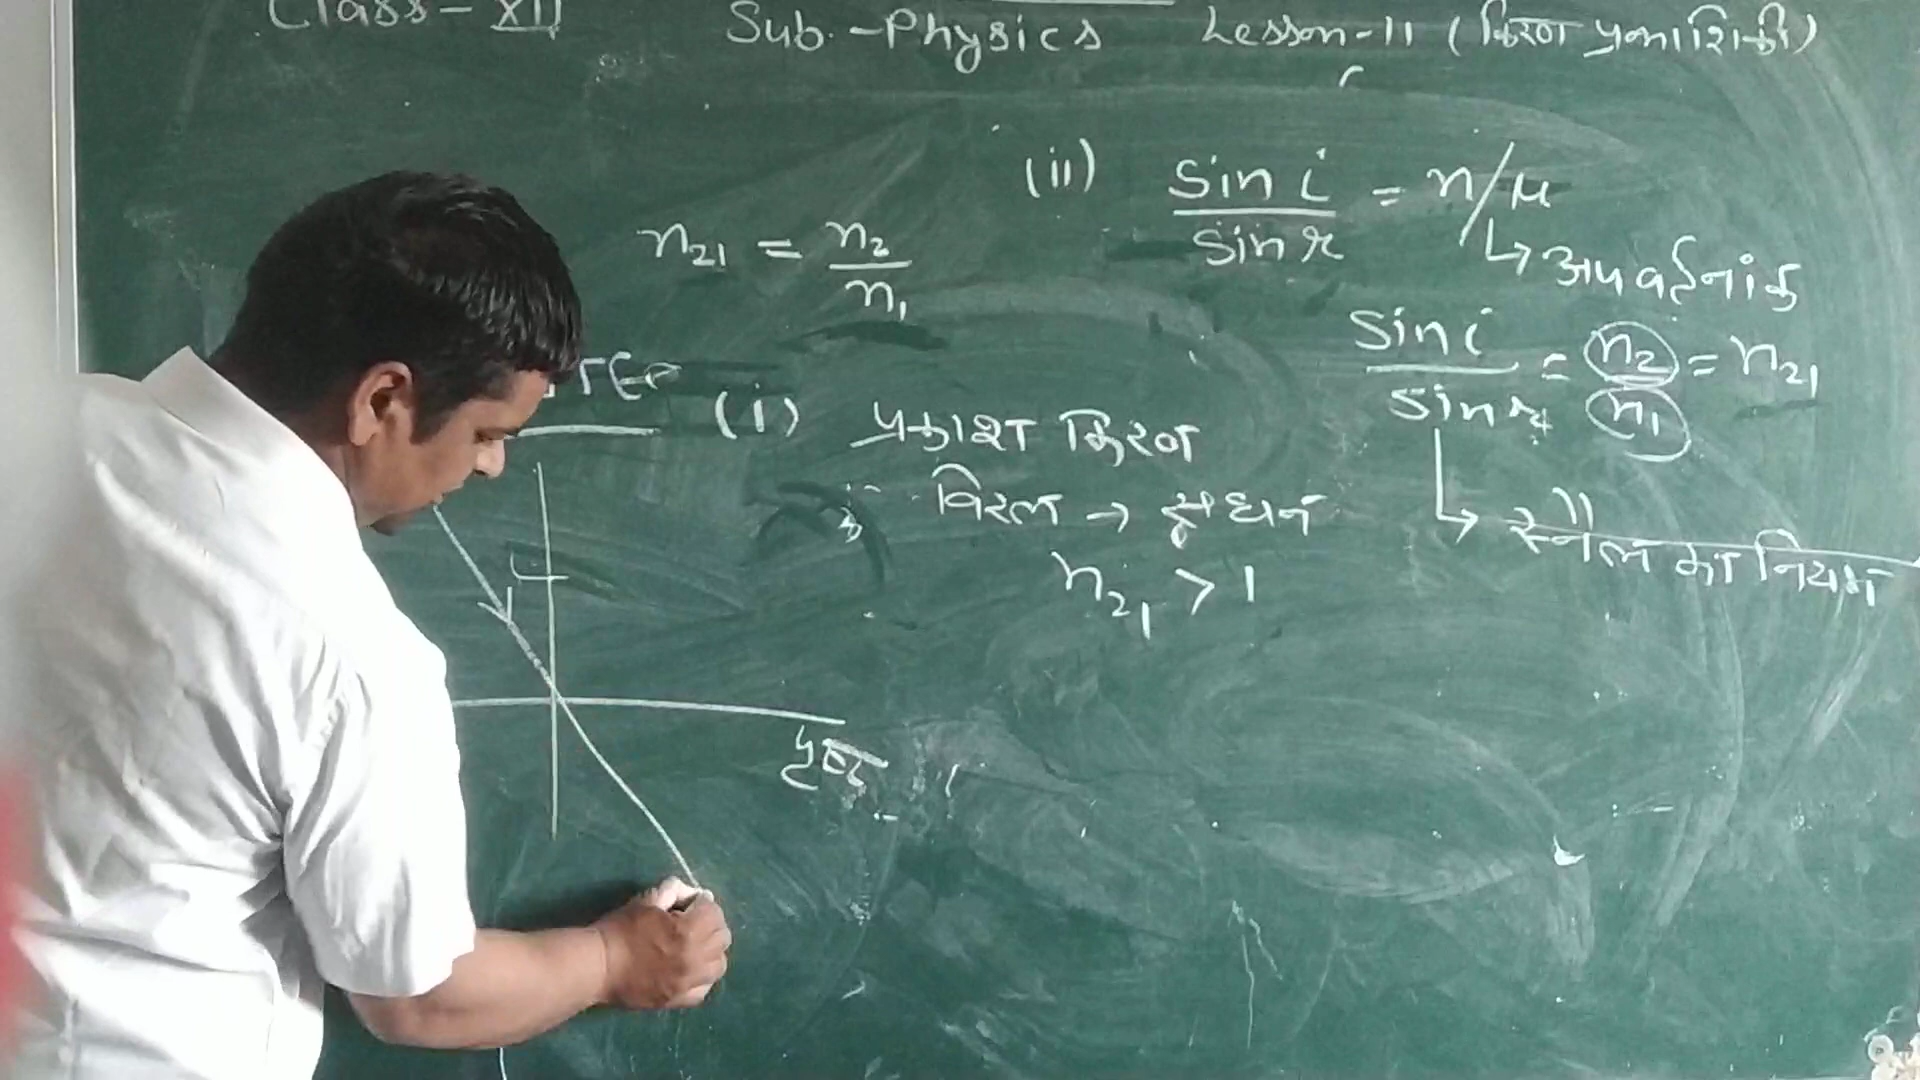 Class-XII Sub.-Physics Lesson-11 (किरण प्रकाशिकी)
(ii) sin i / sin r = n/μ
↳ अपवर्तनांक
n₂₁ = n₂ / n₁
sin i / sin r = n₂ / n₁ = n₂₁
↳ स्नेल का नियम
(i) प्रकाश किरण
विरल → सघन
n₂₁ > 1
पृष्ठ